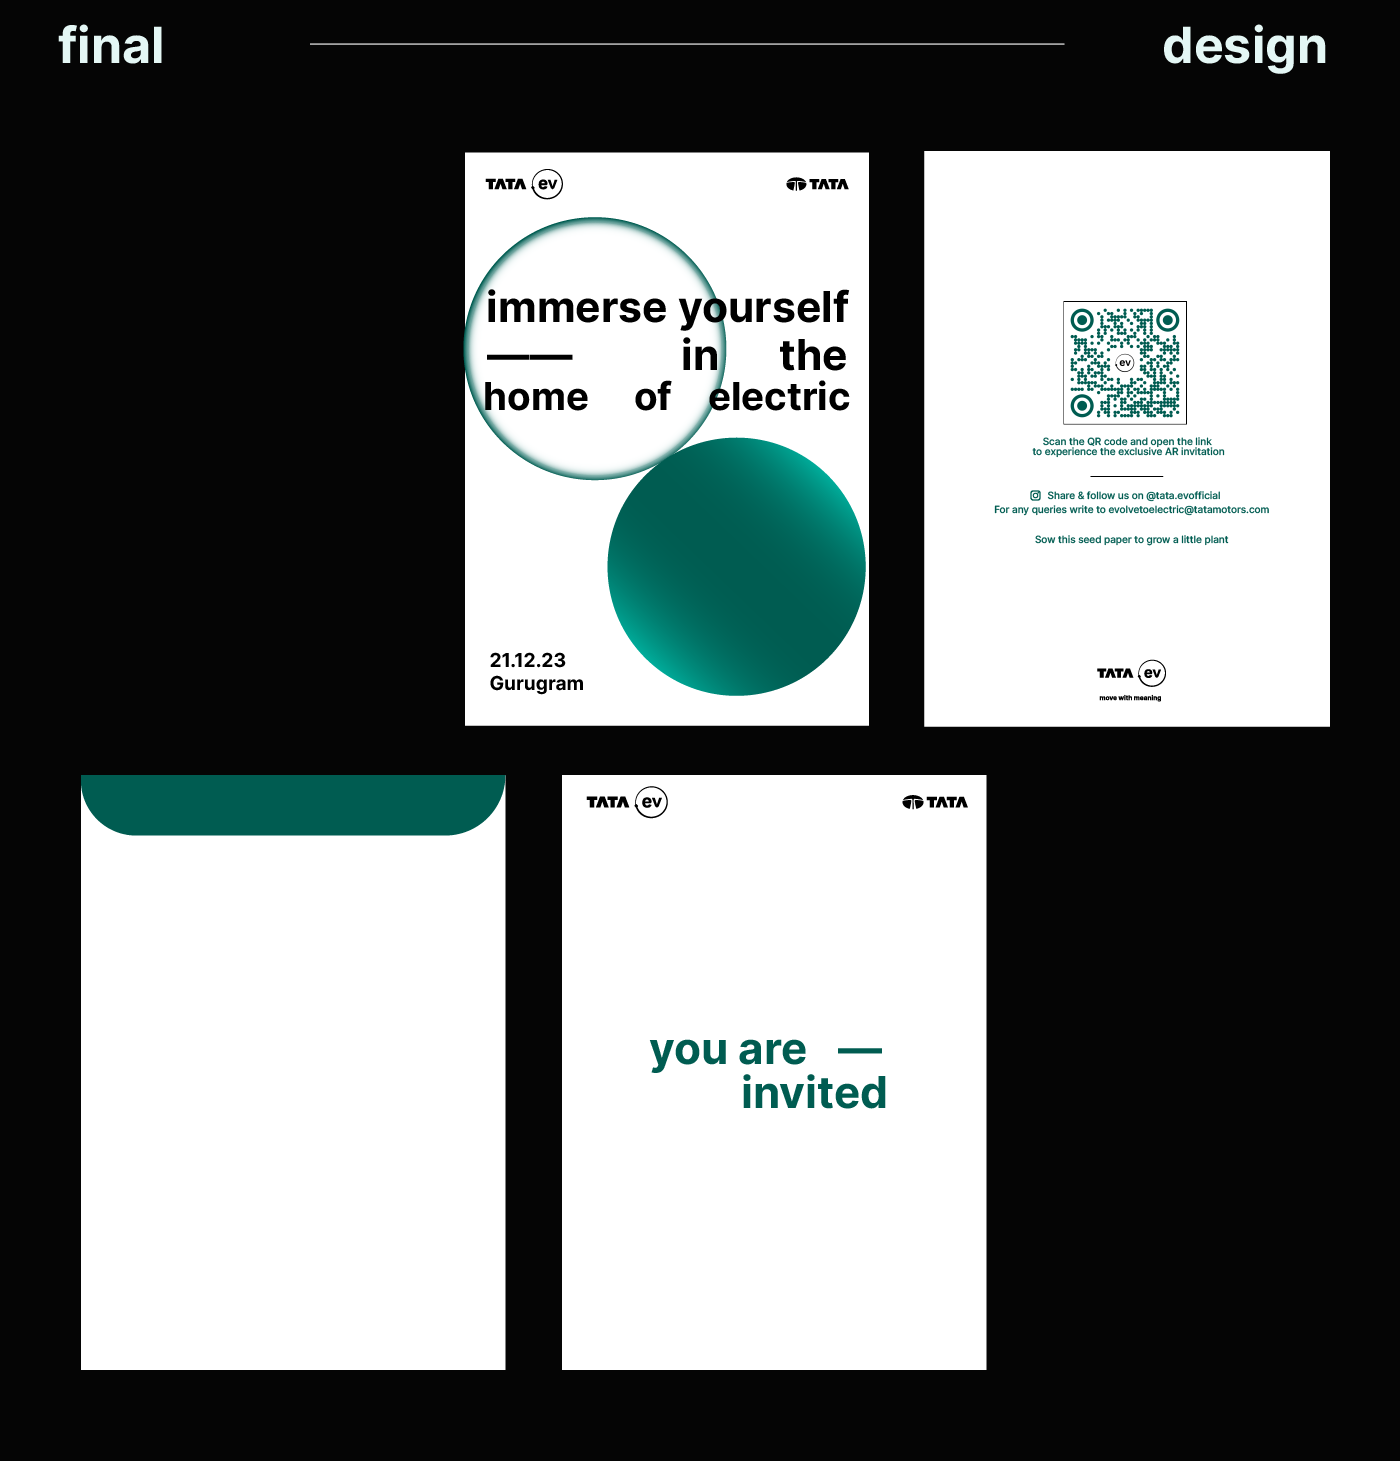 final design
TATA .ev TATA
immerse yourself
—— in the
home of electric
21.12.23
Gurugram
.ev
Scan the QR code and open the link
to experience the exclusive AR invitation
Share & follow us on @tata.evofficial
For any queries write to evolvetoelectric@tatamotors.com
Sow this seed paper to grow a little plant
TATA .ev
move with meaning
TATA .ev TATA
you are —
invited